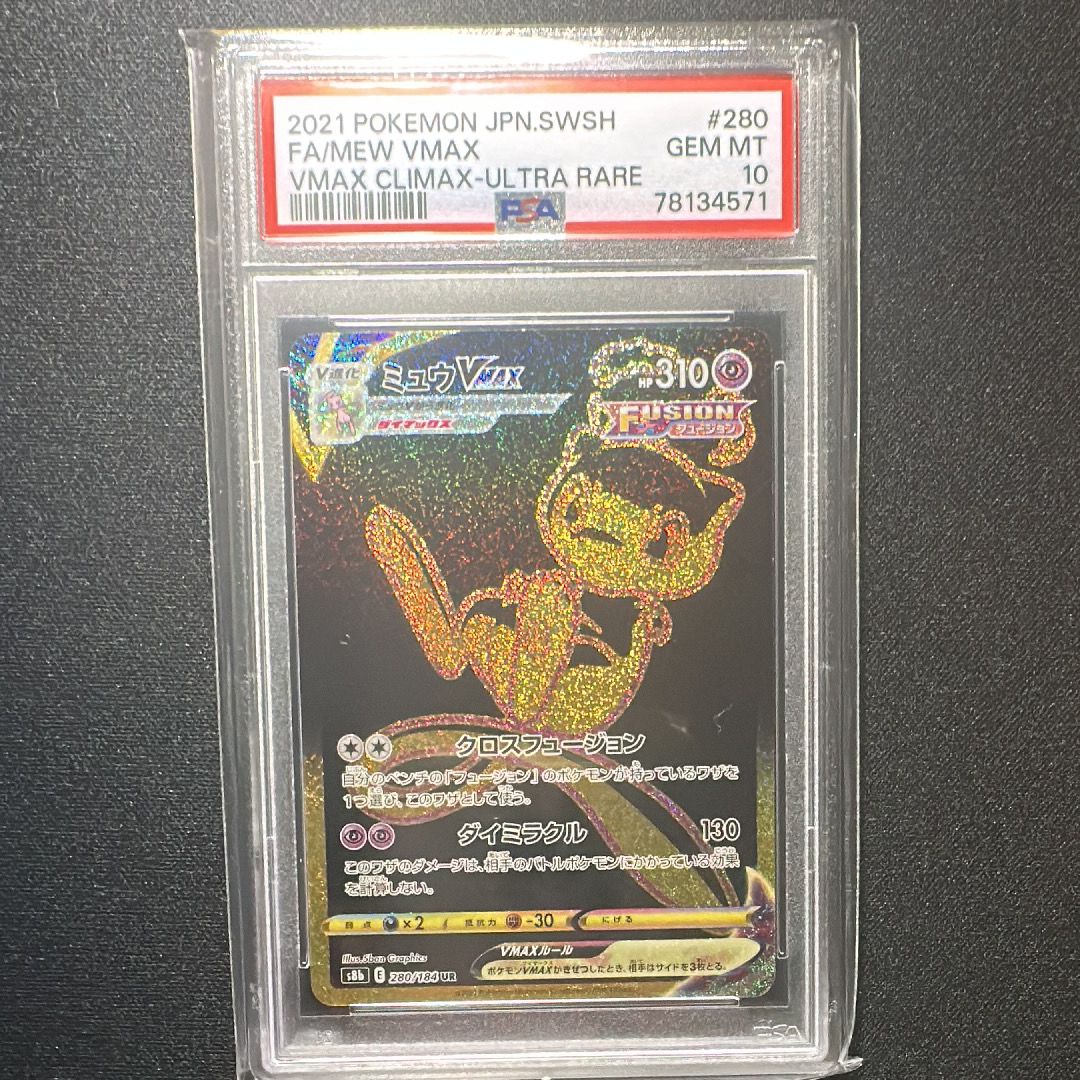 2021 POKEMON JPN.SWSH #280
FA/MEW VMAX GEM MT
VMAX CLIMAX-ULTRA RARE 10
PSA 78134571
V進化 ミュウVMAX HP310
FUSION
フュージョン
ダイマックス
クロスフュージョン
自分のベンチの「フュージョン」のポケモンが持っているワザを
1つ選び、このワザとして使う。
ダイミラクル 130
このワザのダメージは、相手のバトルポケモンにかかっている効果
を計算しない。
弱点 ×2 抵抗力 -30 にげる
VMAXルール
ポケモンVMAXがきぜつしたとき、相手はサイドを3枚とる。
Illus. 5ban Graphics
s8b E 280/184 UR
PSA